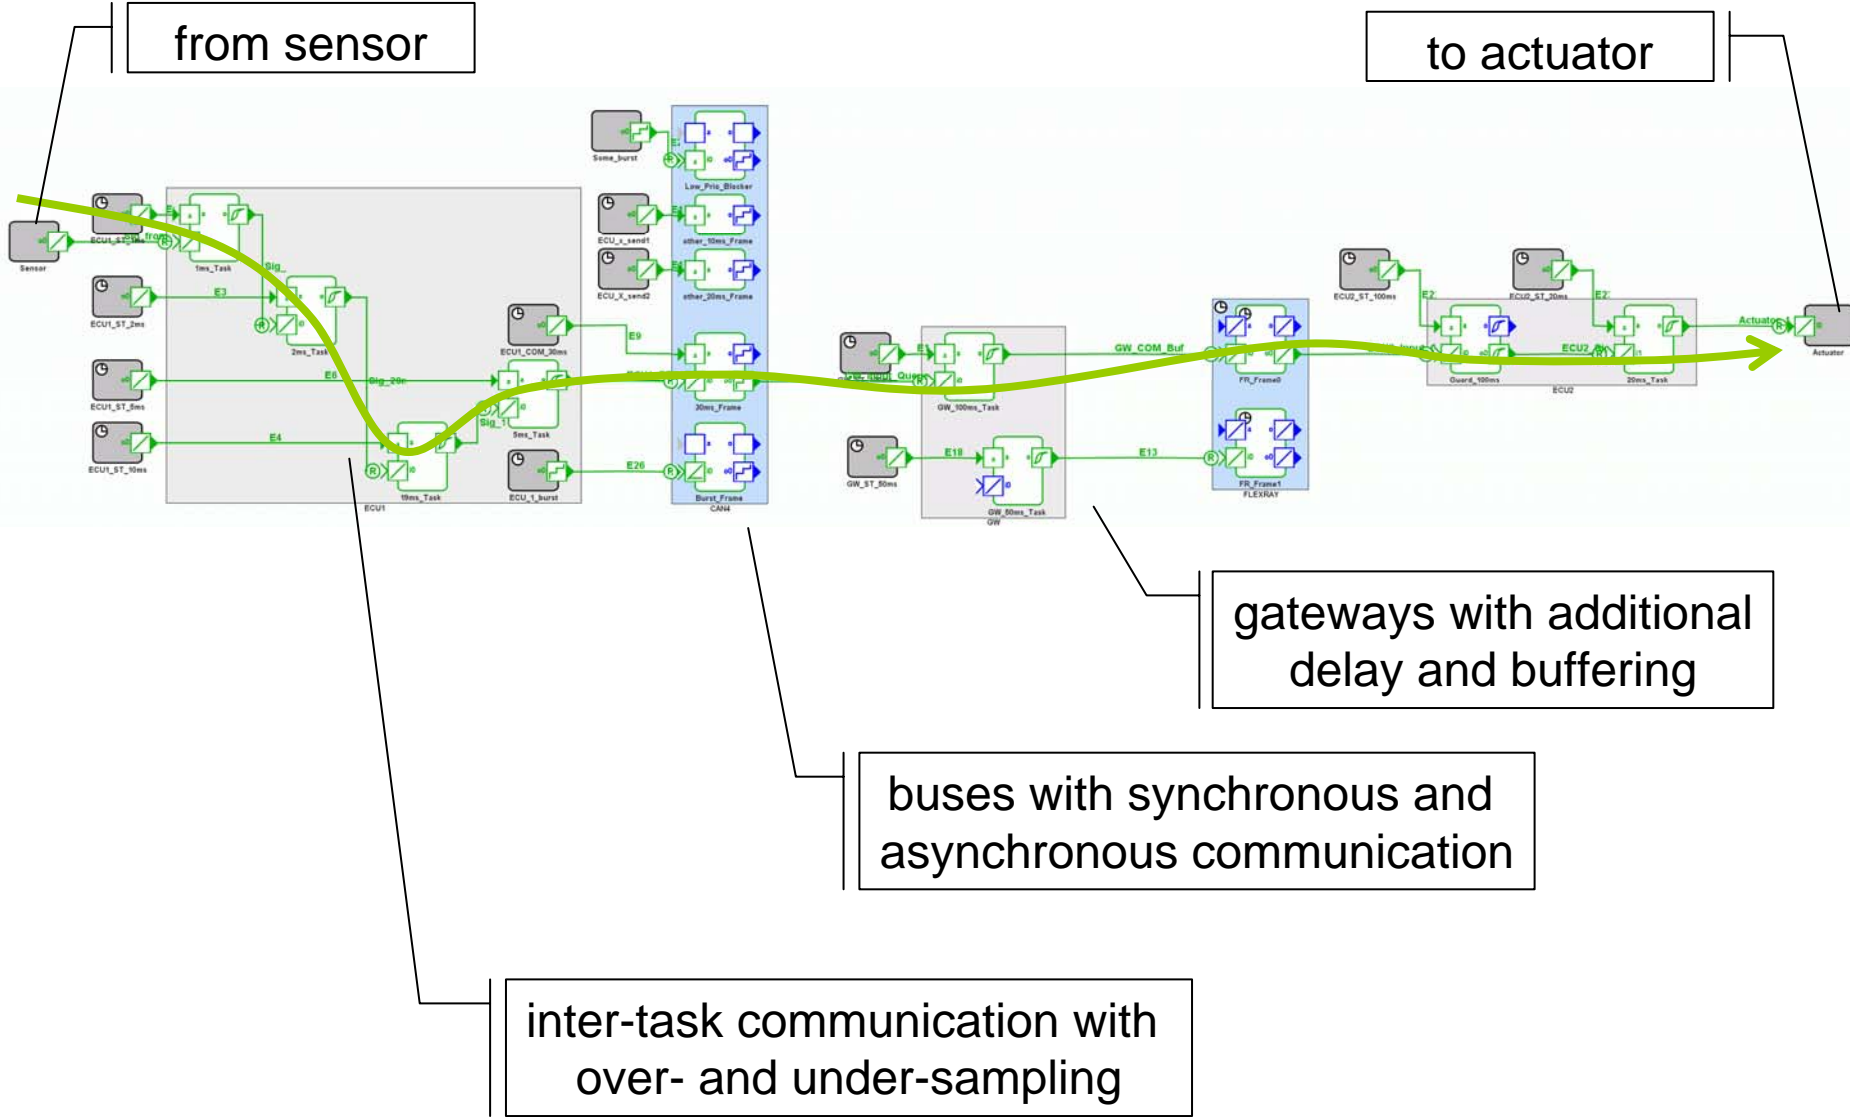 from sensor
to actuator
Some_burst
Low_Prio_Blocker
ECU_x_send1
other_10ms_Frame
ECU_X_send2
other_20ms_Frame
Sensor
1ms_Task
Sig_
ECU1_ST_2ms
E3
2ms_Task
ECU1_COM_30ms
E9
ECU1_ST_5ms
E6
5ms_Task
30ms_Frame
ECU1_ST_10ms
E4
ECU1
ECU_1_burst
E26
Burst_Frame
CAN4
GW_100ms_Task
GW_COM_Buf
FR_Frame0
GW_ST_50ms
E18
GW_50ms_Task
GW
E13
FR_Frame1
FLEXRAY
ECU2_ST_100ms
ECU2_ST_20ms
Guard_100ms
20ms_Task
ECU2
Actuator
gateways with additional
delay and buffering
buses with synchronous and
asynchronous communication
inter-task communication with
over- and under-sampling